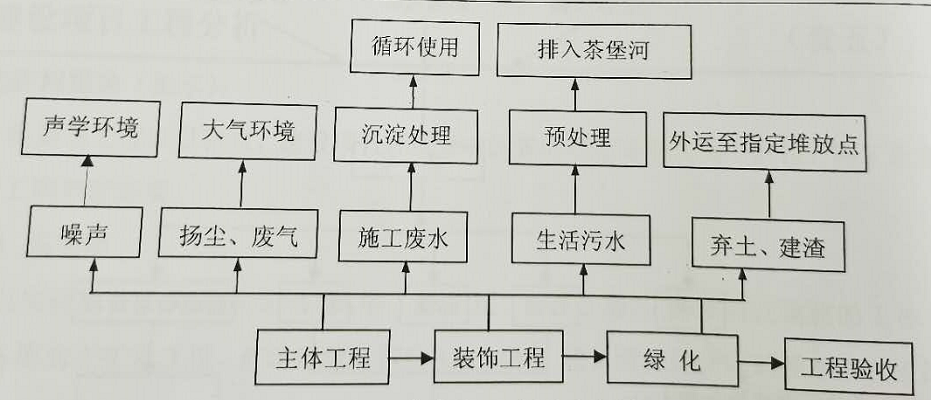 循环使用
排入茶堡河
声学环境
大气环境
沉淀处理
预处理
外运至指定堆放点
噪声
扬尘、废气
施工废水
生活污水
弃土、建渣
主体工程
装饰工程
绿 化
工程验收